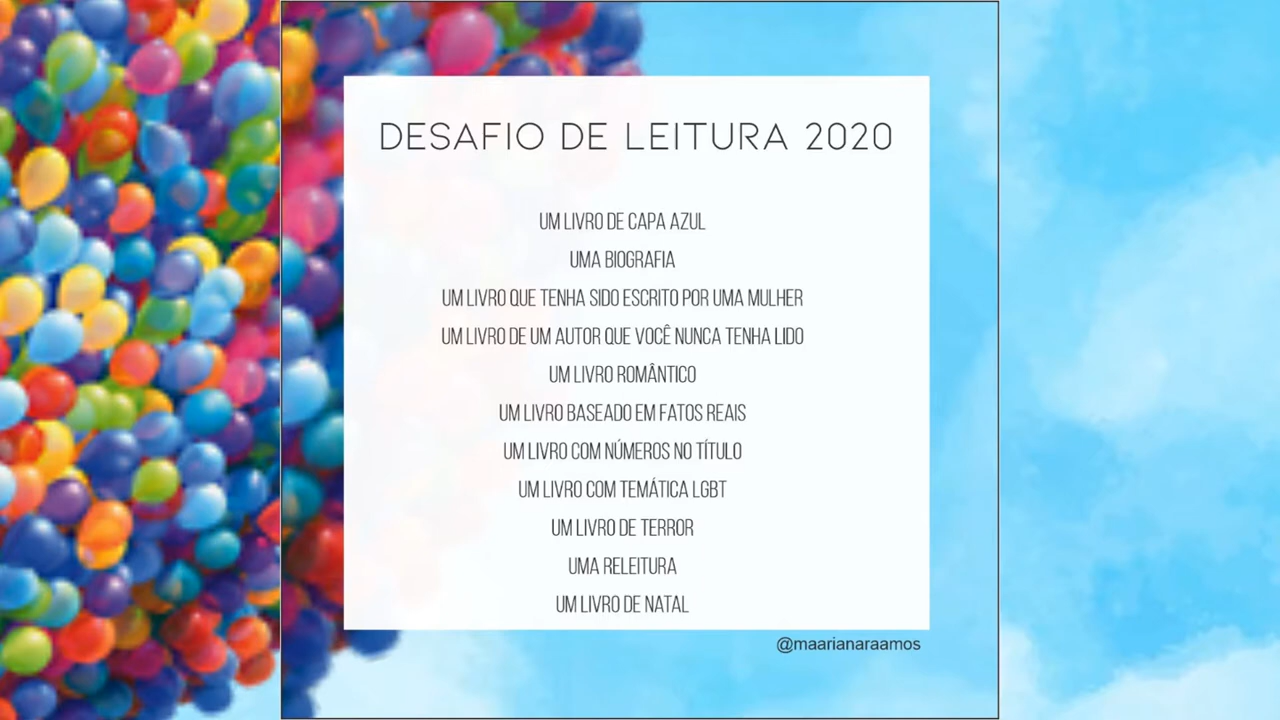 DESAFIO DE LEITURA 2020
UM LIVRO DE CAPA AZUL
UMA BIOGRAFIA
UM LIVRO QUE TENHA SIDO ESCRITO POR UMA MULHER
UM LIVRO DE UM AUTOR QUE VOCÊ NUNCA TENHA LIDO
UM LIVRO ROMÂNTICO
UM LIVRO BASEADO EM FATOS REAIS
UM LIVRO COM NÚMEROS NO TÍTULO
UM LIVRO COM TEMÁTICA LGBT
UM LIVRO DE TERROR
UMA RELEITURA
UM LIVRO DE NATAL
@maarianaraamos